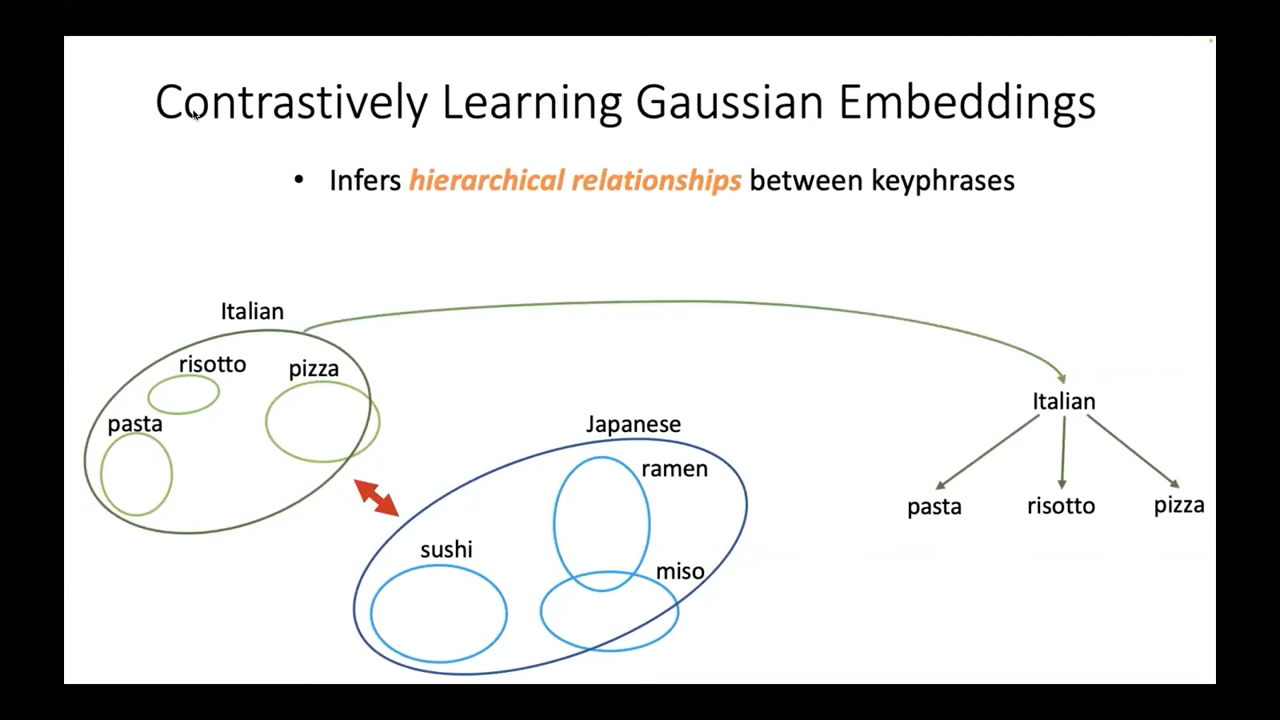 Contrastively Learning Gaussian Embeddings
• Infers hierarchical relationships between keyphrases
Italian
risotto
pizza
pasta
Japanese
ramen
sushi
miso
Italian
pasta
risotto
pizza